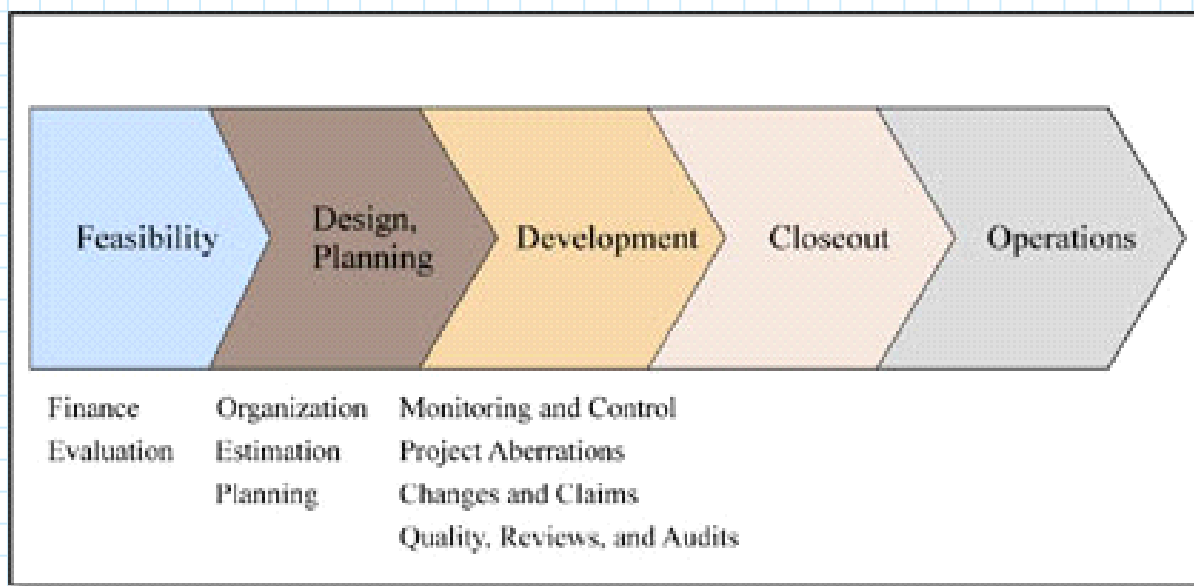 Feasibility
Design,
Planning
Development
Closeout
Operations
Finance
Evaluation
Organization
Estimation
Planning
Monitoring and Control
Project Aberrations
Changes and Claims
Quality, Reviews, and Audits